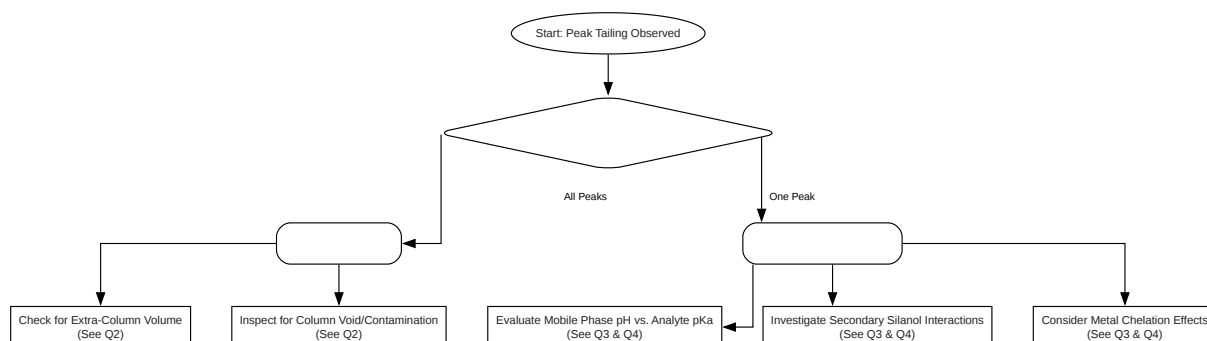 Start: Peak Tailing Observed
All Peaks
One Peak
Check for Extra-Column Volume
(See Q2)
Inspect for Column Void/Contamination
(See Q2)
Evaluate Mobile Phase pH vs. Analyte pKa
(See Q3 & Q4)
Investigate Secondary Silanol Interactions
(See Q3 & Q4)
Consider Metal Chelation Effects
(See Q3 & Q4)